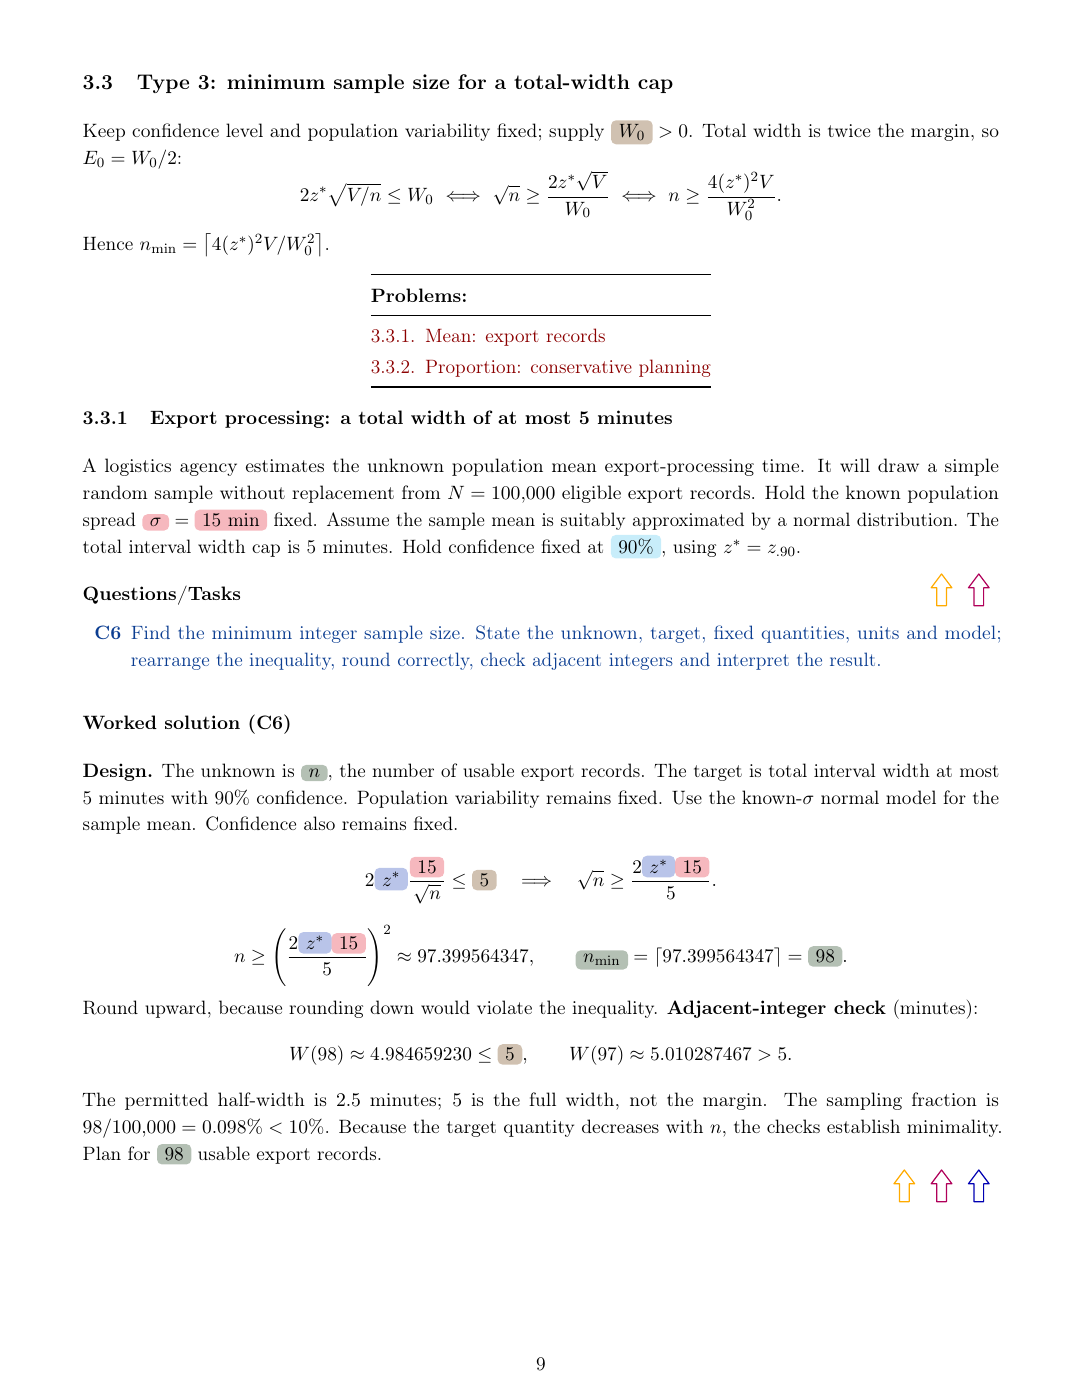 3.3 Type 3: minimum sample size for a total-width cap
Keep confidence level and population variability fixed; supply W₀ > 0. Total width is twice the margin, so
E₀ = W₀/2:
2z*√(V/n) ≤ W₀ ⟺ √n ≥ 2z*√V / W₀ ⟺ n ≥ 4(z*)²V / W₀².
Hence n_min = ⌈4(z*)²V/W₀²⌉.
Problems:
3.3.1. Mean: export records
3.3.2. Proportion: conservative planning
3.3.1 Export processing: a total width of at most 5 minutes
A logistics agency estimates the unknown population mean export-processing time. It will draw a simple
random sample without replacement from N = 100,000 eligible export records. Hold the known population
spread σ = 15 min fixed. Assume the sample mean is suitably approximated by a normal distribution. The
total interval width cap is 5 minutes. Hold confidence fixed at 90%, using z* = z.₉₀.
Questions/Tasks
C6 Find the minimum integer sample size. State the unknown, target, fixed quantities, units and model;
rearrange the inequality, round correctly, check adjacent integers and interpret the result.
Worked solution (C6)
Design. The unknown is n, the number of usable export records. The target is total interval width at most
5 minutes with 90% confidence. Population variability remains fixed. Use the known-σ normal model for the
sample mean. Confidence also remains fixed.
2 z* 15/√n ≤ 5 ⟹ √n ≥ 2 z* 15 / 5.
n ≥ (2 z* 15 / 5)² ≈ 97.399564347, n_min = ⌈97.399564347⌉ = 98.
Round upward, because rounding down would violate the inequality. Adjacent-integer check (minutes):
W(98) ≈ 4.984659230 ≤ 5, W(97) ≈ 5.010287467 > 5.
The permitted half-width is 2.5 minutes; 5 is the full width, not the margin. The sampling fraction is
98/100,000 = 0.098% < 10%. Because the target quantity decreases with n, the checks establish minimality.
Plan for 98 usable export records.
9